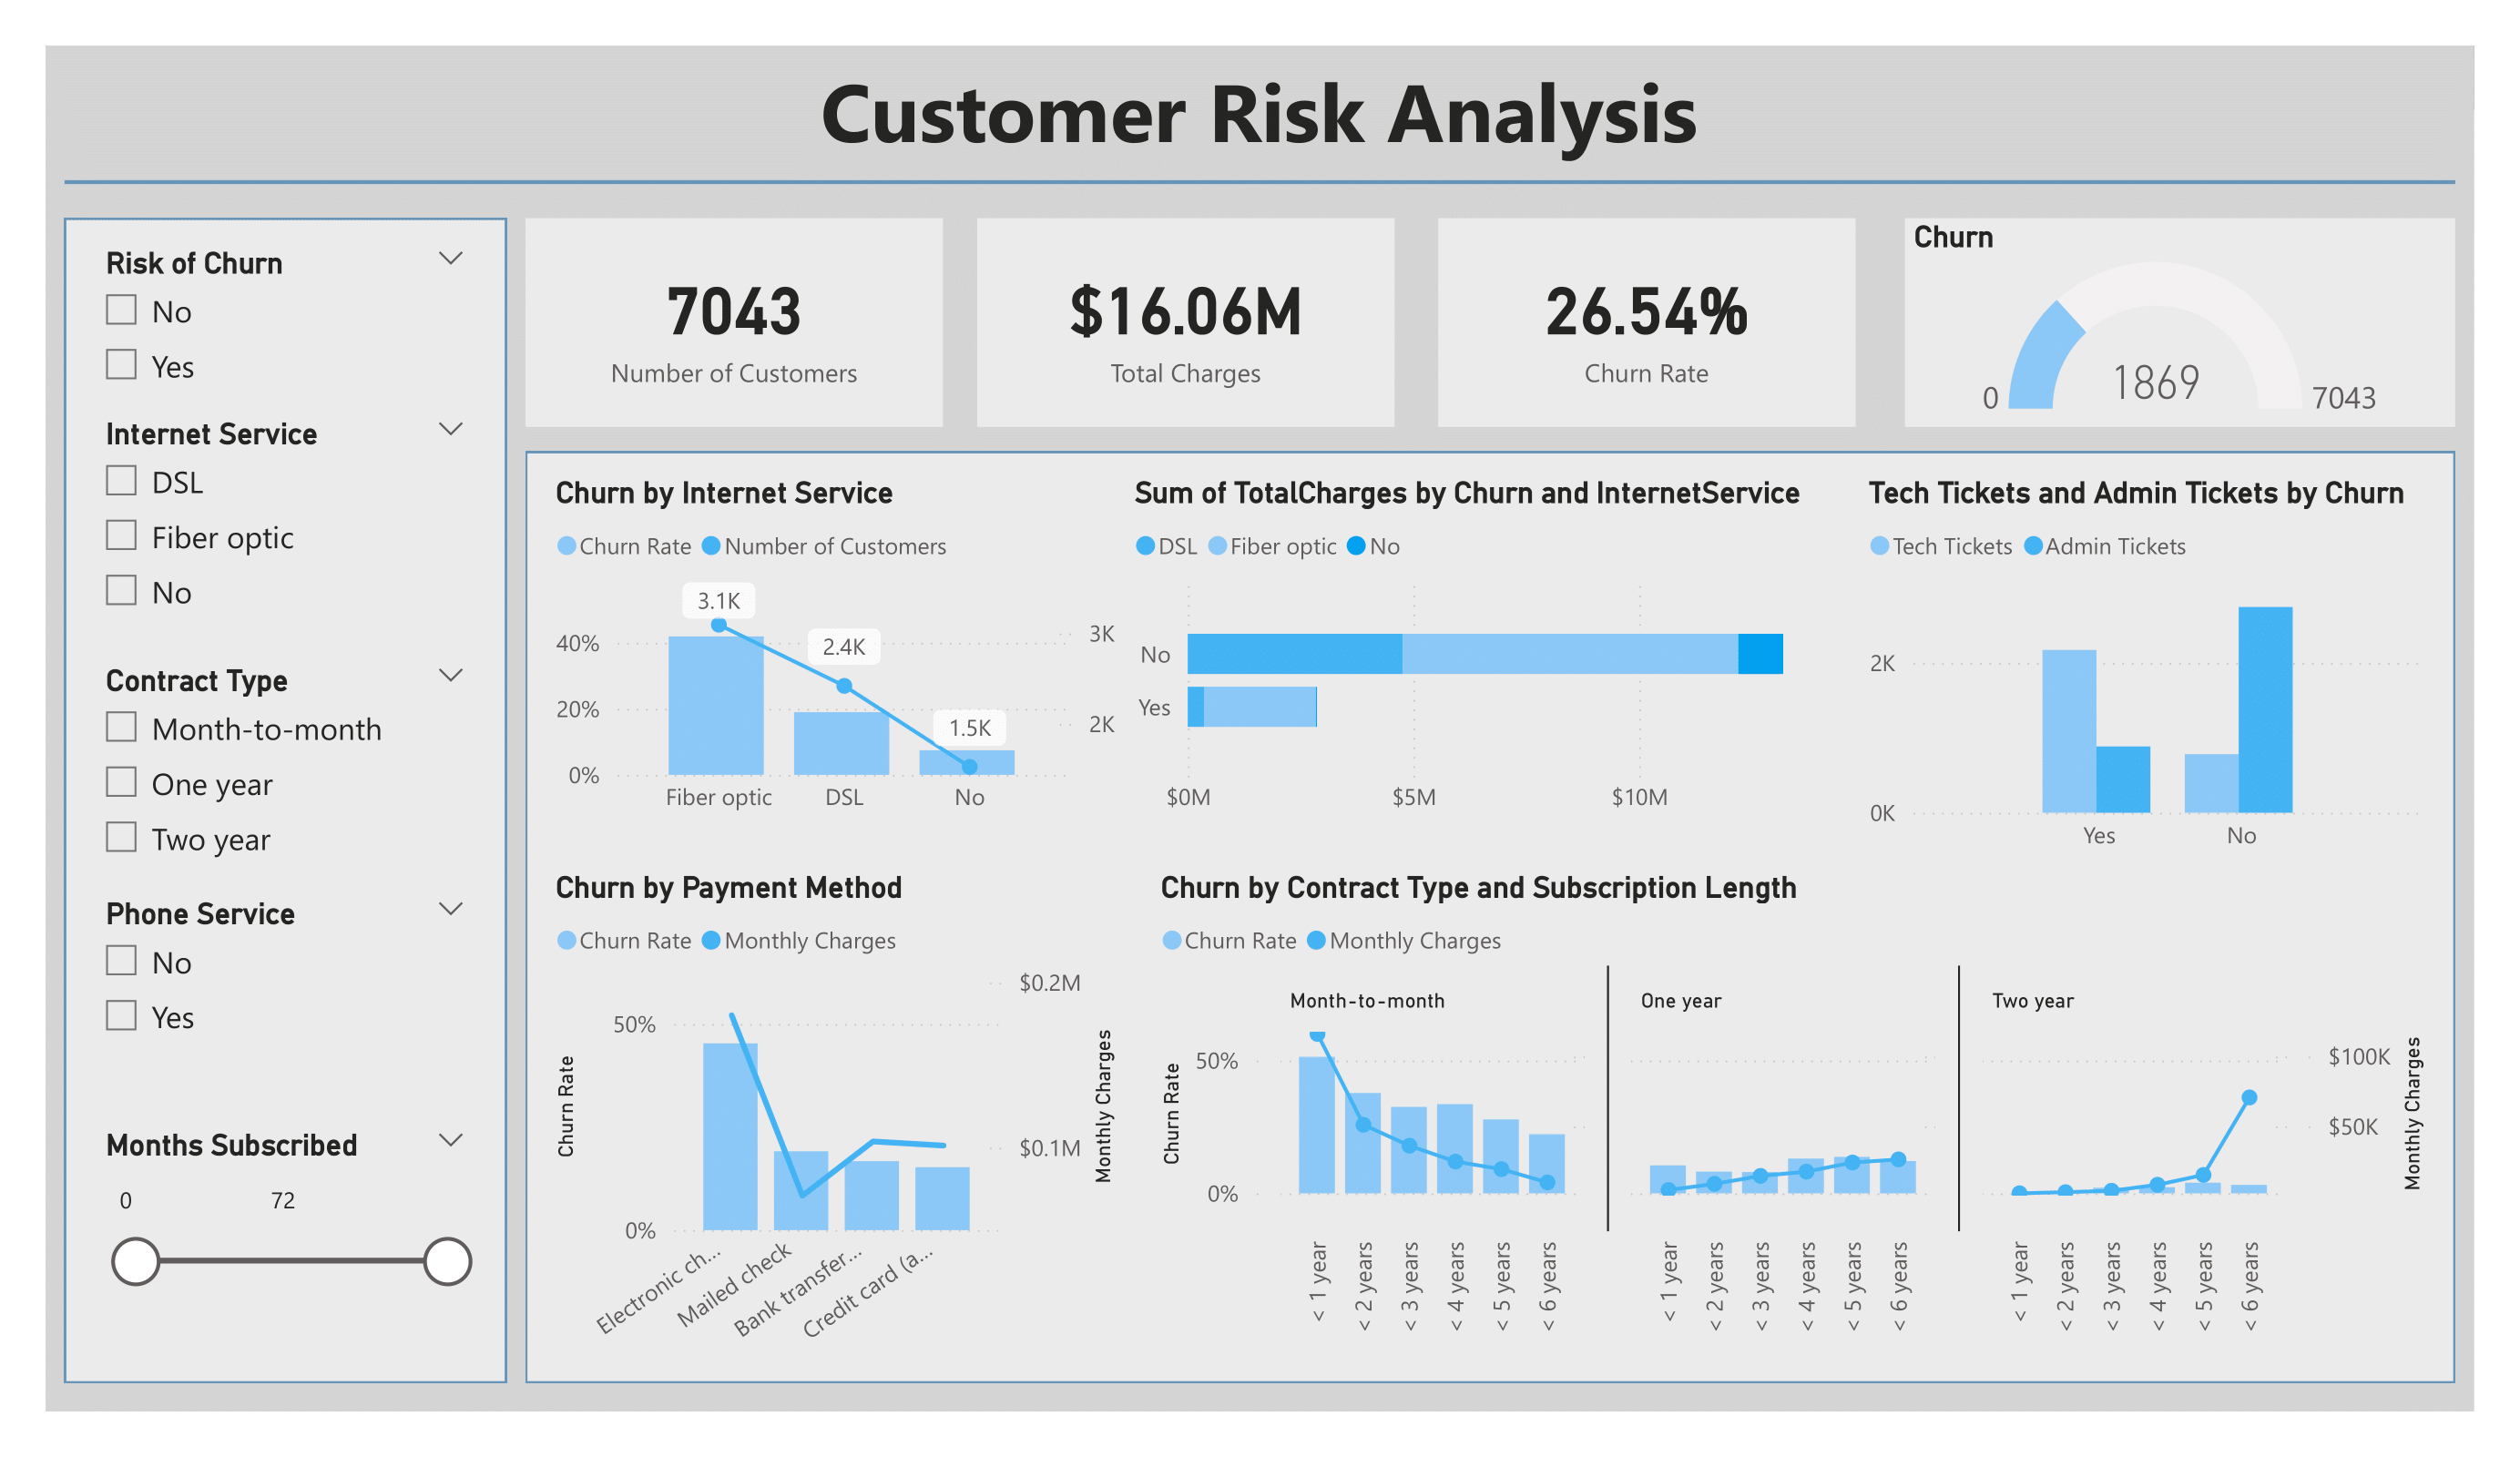 Customer Risk Analysis
Risk of Churn
No
Yes
Internet Service
DSL
Fiber optic
No
Contract Type
Month-to-month
One year
Two year
Phone Service
No
Yes
Months Subscribed
0 72
7043
Number of Customers
$16.06M
Total Charges
26.54%
Churn Rate
Churn
1869
0 7043
Churn by Internet Service
Churn Rate Number of Customers
3.1K
2.4K
1.5K
40%
20%
0%
3K
2K
Fiber optic DSL No
Sum of TotalCharges by Churn and InternetService
DSL Fiber optic No
No
Yes
$0M $5M $10M
Tech Tickets and Admin Tickets by Churn
Tech Tickets Admin Tickets
2K
0K
Yes No
Churn by Payment Method
Churn Rate Monthly Charges
Churn Rate
50%
0%
$0.2M
$0.1M
Monthly Charges
Electronic ch...
Mailed check
Bank transfer...
Credit card (a...
Churn by Contract Type and Subscription Length
Churn Rate Monthly Charges
Month-to-month One year Two year
Churn Rate
50%
0%
$100K
$50K
Monthly Charges
< 1 year
< 2 years
< 3 years
< 4 years
< 5 years
< 6 years
< 1 year
< 2 years
< 3 years
< 4 years
< 5 years
< 6 years
< 1 year
< 2 years
< 3 years
< 4 years
< 5 years
< 6 years